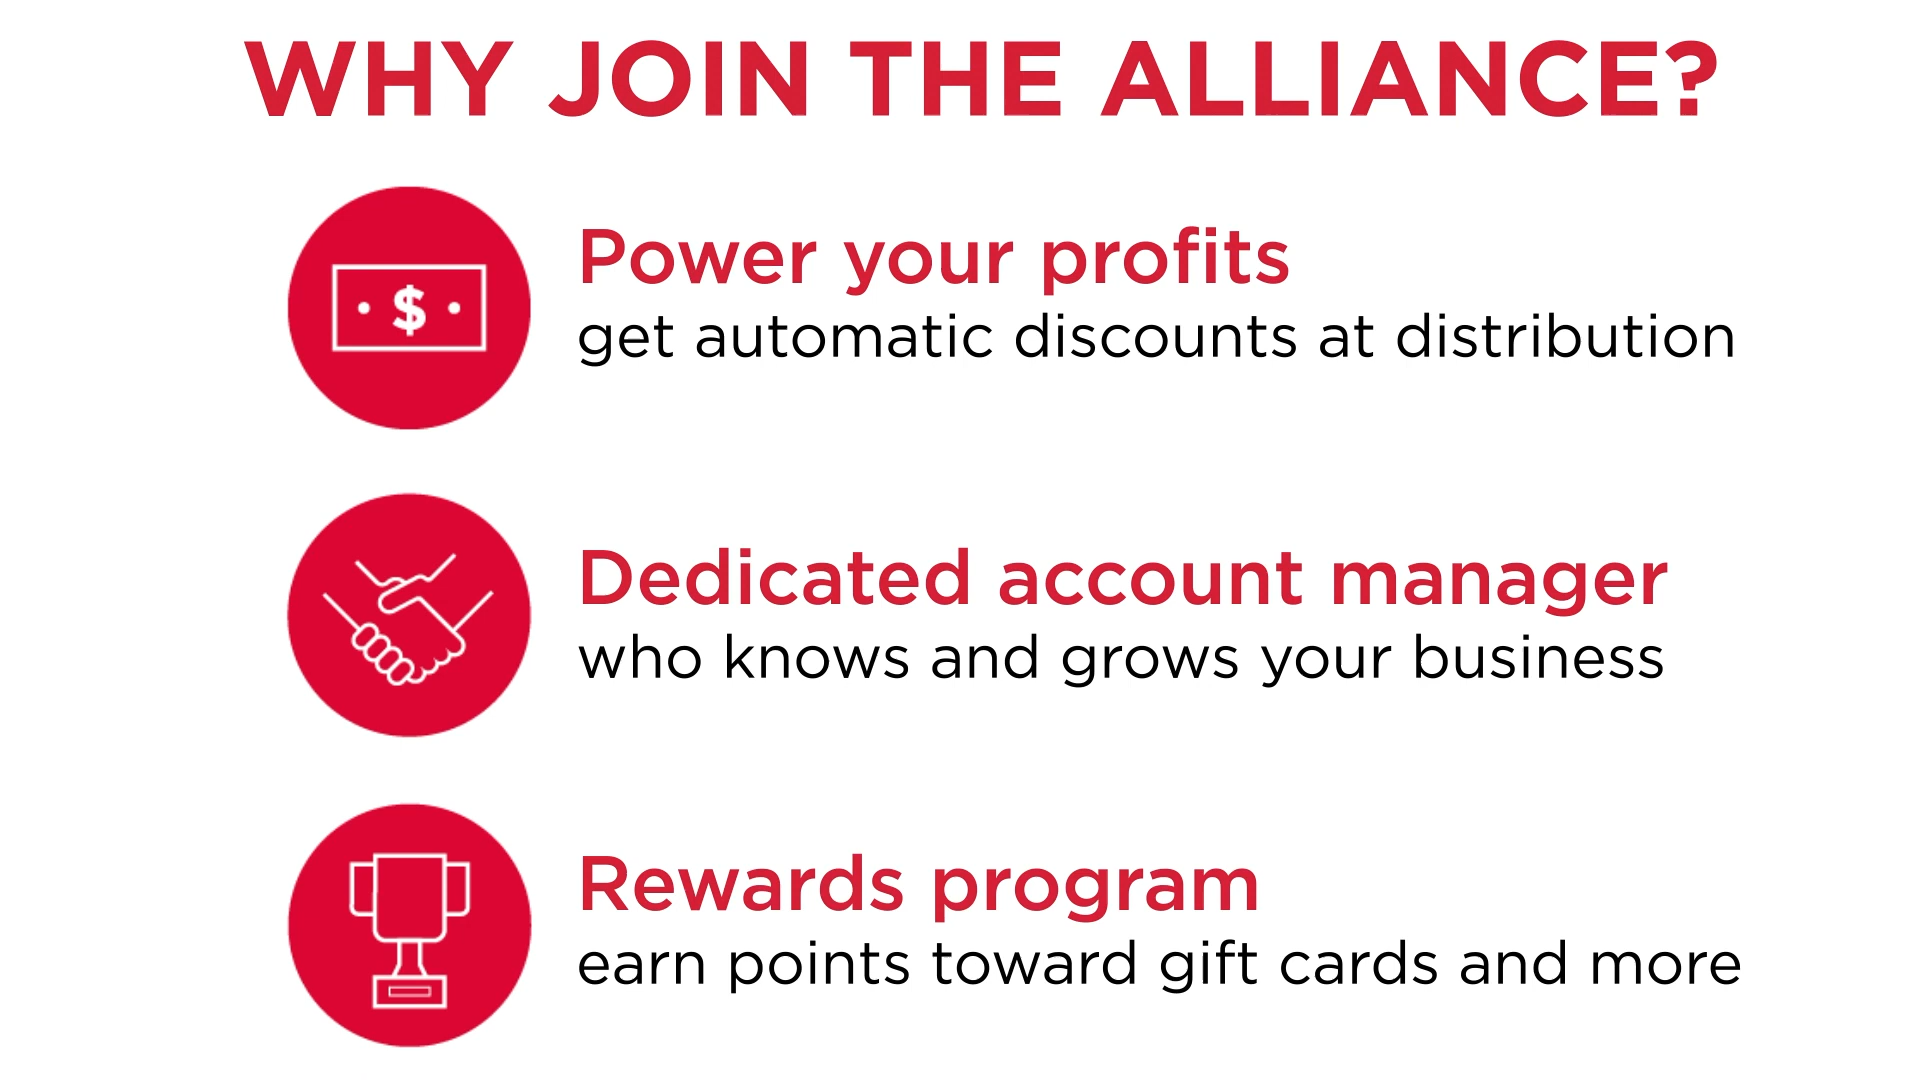 WHY JOIN THE ALLIANCE?
$
Power your profits
get automatic discounts at distribution
Dedicated account manager
who knows and grows your business
Rewards program
earn points toward gift cards and more